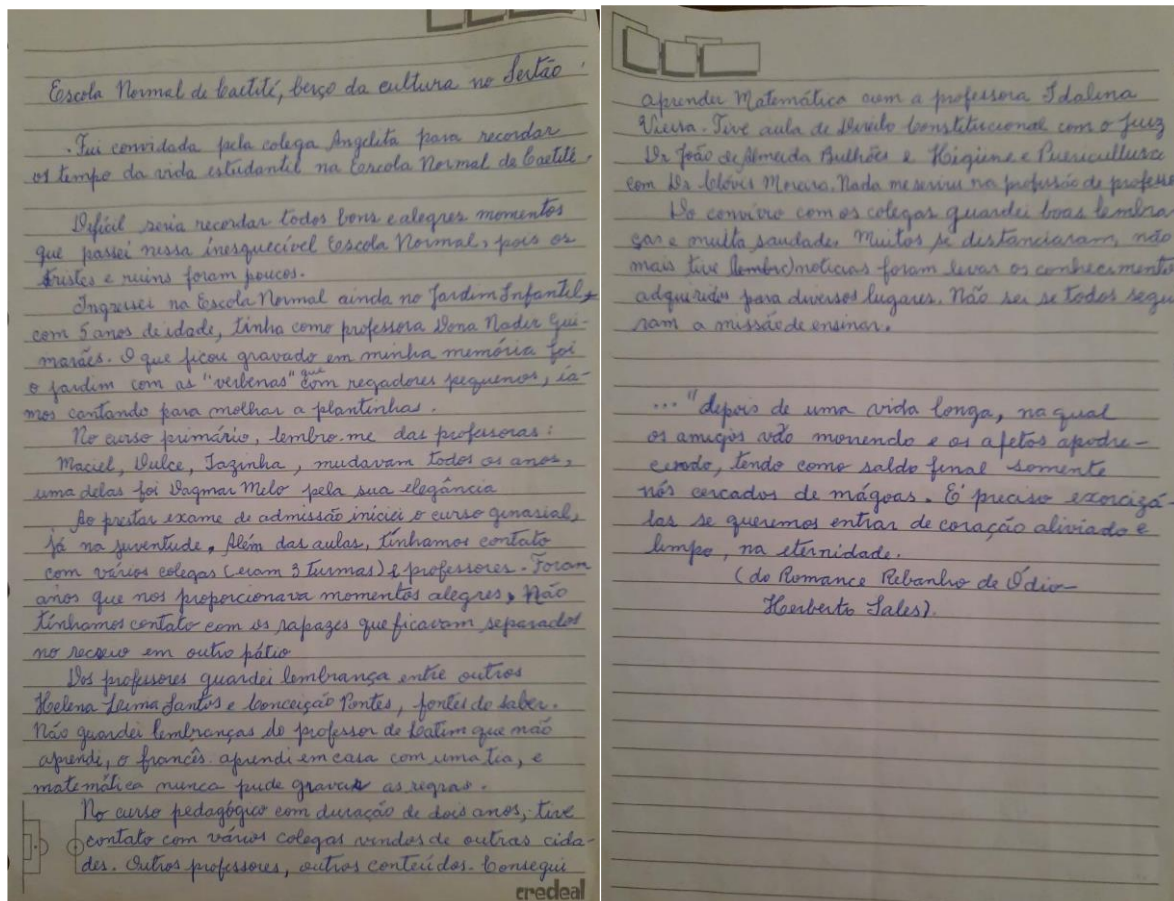 Escola Normal de Caetité, berço da cultura no Sertão.
. Fui convidada pela colega Angelita para recordar
os tempo da vida estudantil na Escola Normal de Caetité.
Difícil seria recordar todos bons e alegres momentos
que passei nessa inesquecível Escola Normal, pois os
tristes e ruins foram poucos.
Ingressei na Escola Normal ainda no Jardim Infantil,
com 5 anos de idade, tinha como professora Dona Nadir Gui-
marães. O que ficou gravado em minha memória foi
o jardim com as "verbenas" que com regadores pequenos, ía-
mos cantando para molhar a plantinhas.
No curso primário, lembro-me das professoras:
Maciel, Dulce, Tazinha, mudavam todos os anos,
uma delas foi Dagmar Melo pela sua elegância
Ao prestar exame de admissão iniciei o curso ginasial,
já na juventude. Além das aulas, tínhamos contato
com vários colegas (eram 3 turmas) e professores. Foram
anos que nos proporcionava momentos alegres, Não
tínhamos contato com os rapazes que ficavam separados
no recreio em outro pátio
Dos professores guardei lembrança entre outros
Helena Lima Santos e Conceição Pontes, fontes do saber.
Não guardei lembranças do professor de Latim que não
aprendi, o francês aprendi em casa com uma tia, e
matemática nunca pude gravar as regras.
No curso pedagógico com duração de dois anos, tive
contato com vários colegas vindos de outras cida-
des. Outros professores, outros conteúdos. Consegui
credeal
aprender Matemática com a professora Idalina
Vieira. Tive aula de Direito Constitucional com o Juiz
Dr João de Almeida Bulhões e Higiene e Puericultura
com Dr Clóvis Moreira. Nada me serviu na profissão de professo
Do convívio com os colegas guardei boas lembra
ças e muita saudade. Muitos se distanciaram, não
mais tive (lembrc) notícias foram levar os conhecimentos
adquiridos para diversos lugares. Não sei se todos segui
ram a missão de ensinar.
... "depois de uma vida longa, na qual
os amigos vão morrendo e os afetos apodre-
cendo, tendo como saldo final somente
nós cercados de mágoas. É preciso exorcizá
las se queremos entrar de coração aliviado e
limpo, na eternidade.
(do Romance Rebanho de Ódio-
Herberto Sales).